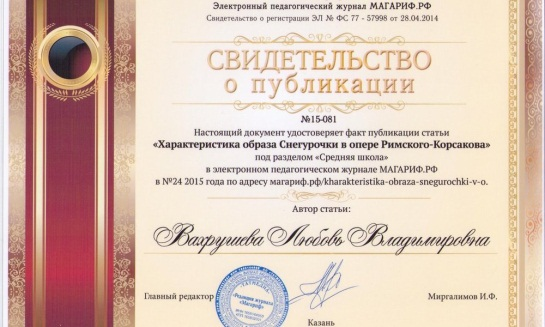 Электронный педагогический журнал МАГАРИФ.РФ
Свидетельство о регистрации ЭЛ № ФС 77 - 57998 от 28.04.2014
СВИДЕТЕЛЬСТВО
о публикации
№15-081
Настоящий документ удостоверяет факт публикации статьи
«Характеристика образа Снегурочки в опере Римского-Корсакова»
под разделом «Средняя школа»
в электронном педагогическом журнале МАГАРИФ.РФ
в №24 2015 года по адресу магариф.рф/kharakteristika-obraza-snegurochki-v-o.
Автор статьи:
Вахрушева Любовь Владимировна
«Редакция журнала
«Магариф»
Главный редактор
Миргалимов И.Ф.
Казань